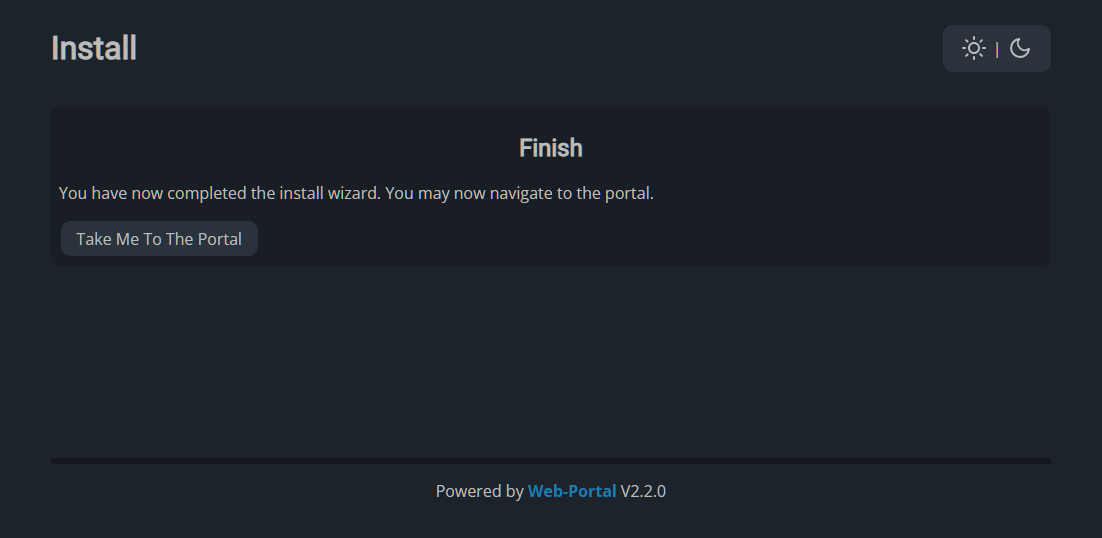 Install
|
Finish
You have now completed the install wizard. You may now navigate to the portal.
Take Me To The Portal
Powered by Web-Portal V2.2.0